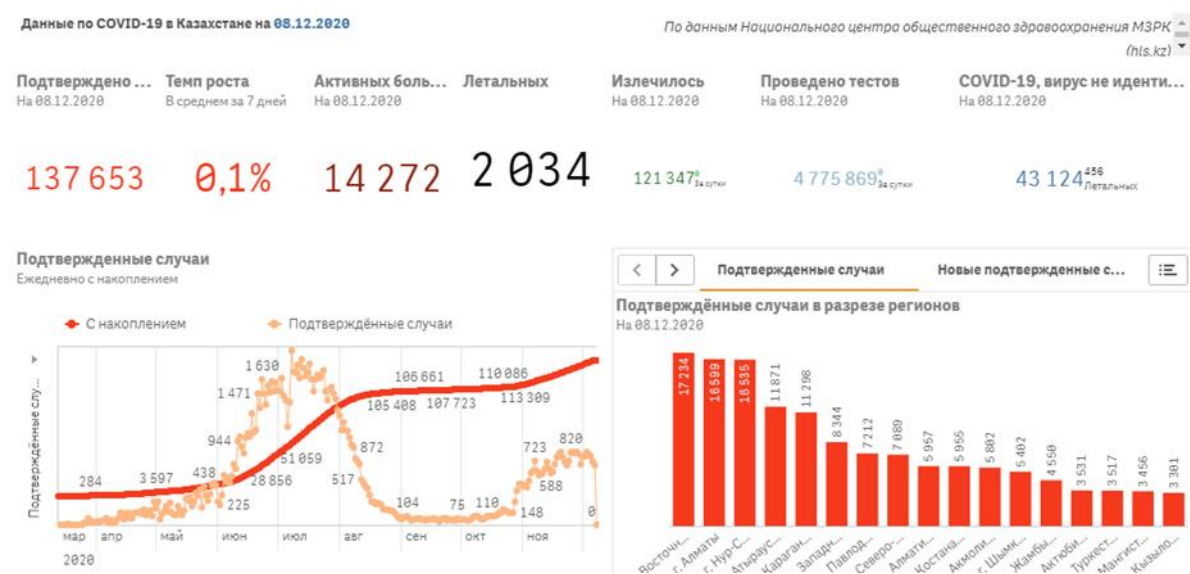 Данные по COVID-19 в Казахстане на 08.12.2020
По данным Национального центра общественного здравоохранения МЗРК
(hls.kz)
Подтверждено ...
На 08.12.2020
137 653
Темп роста
В среднем за 7 дней
0,1%
Активных боль...
На 08.12.2020
14 272
Летальных
2 034
Излечилось
На 08.12.2020
121 347 0 За сутки
Проведено тестов
На 08.12.2020
4 775 869 0 За сутки
COVID-19, вирус не иденти...
На 08.12.2020
43 124 456 Летальных
Подтвержденные случаи
Ежедневно с накоплением
С накоплением
Подтверждённые случаи
Подтверждённые слу...
1 630
1 471
944
438
225
284
3 597
28 856
51 059
517
872
106 661
105 408
107 723
110 086
113 309
104
75
110
148
723
588
820
0
мар апр май июн июл авг сен окт ноя
2020
Подтвержденные случаи
Новые подтвержденные с...
Подтверждённые случаи в разрезе регионов
На 08.12.2020
17 234
16 599
16 535
11 871
11 298
8 344
7 212
7 089
5 957
5 955
5 802
5 402
4 550
3 531
3 517
3 456
3 301
Восточн...
г. Алматы
г. Нур-С...
Атыраус...
Караган...
Западн...
Павлод...
Северо-...
Алмати...
Костана...
Акмоли...
г. Шымк...
Жамбы...
Актюби...
Туркест...
Мангист...
Кызыло...